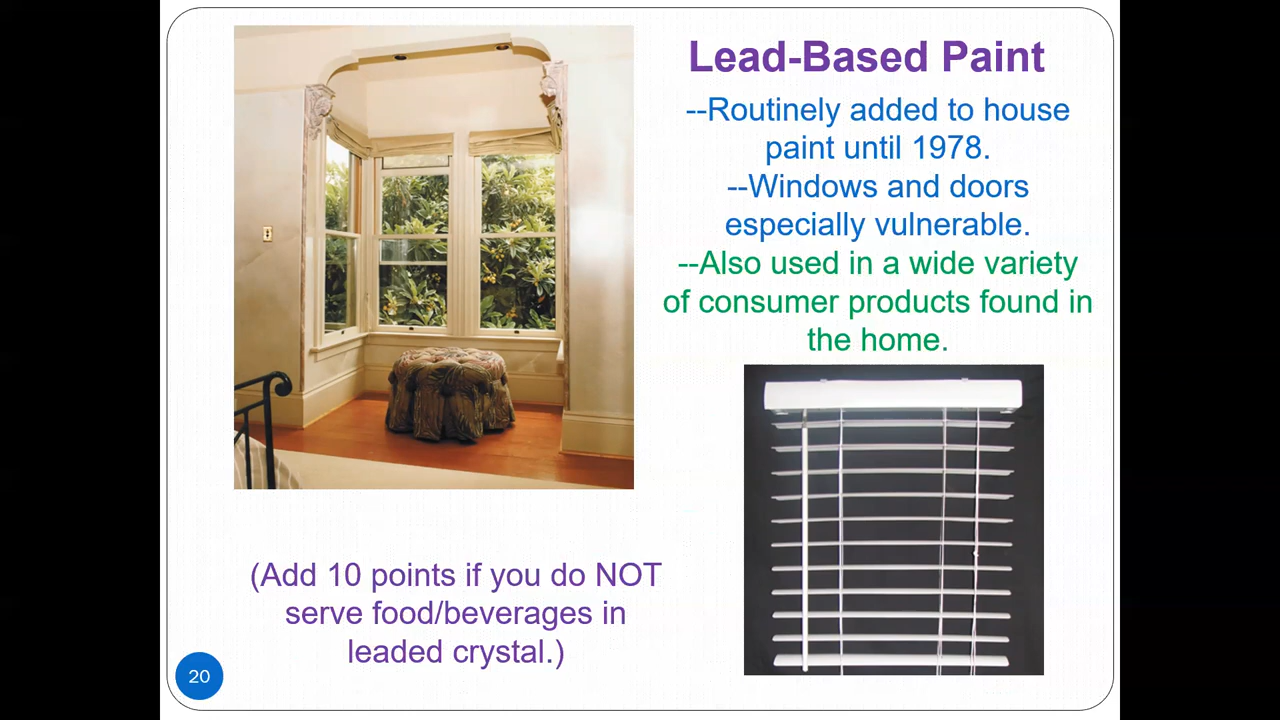 Lead-Based Paint
--Routinely added to house
paint until 1978.
--Windows and doors
especially vulnerable.
--Also used in a wide variety
of consumer products found in
the home.
(Add 10 points if you do NOT
serve food/beverages in
leaded crystal.)
20